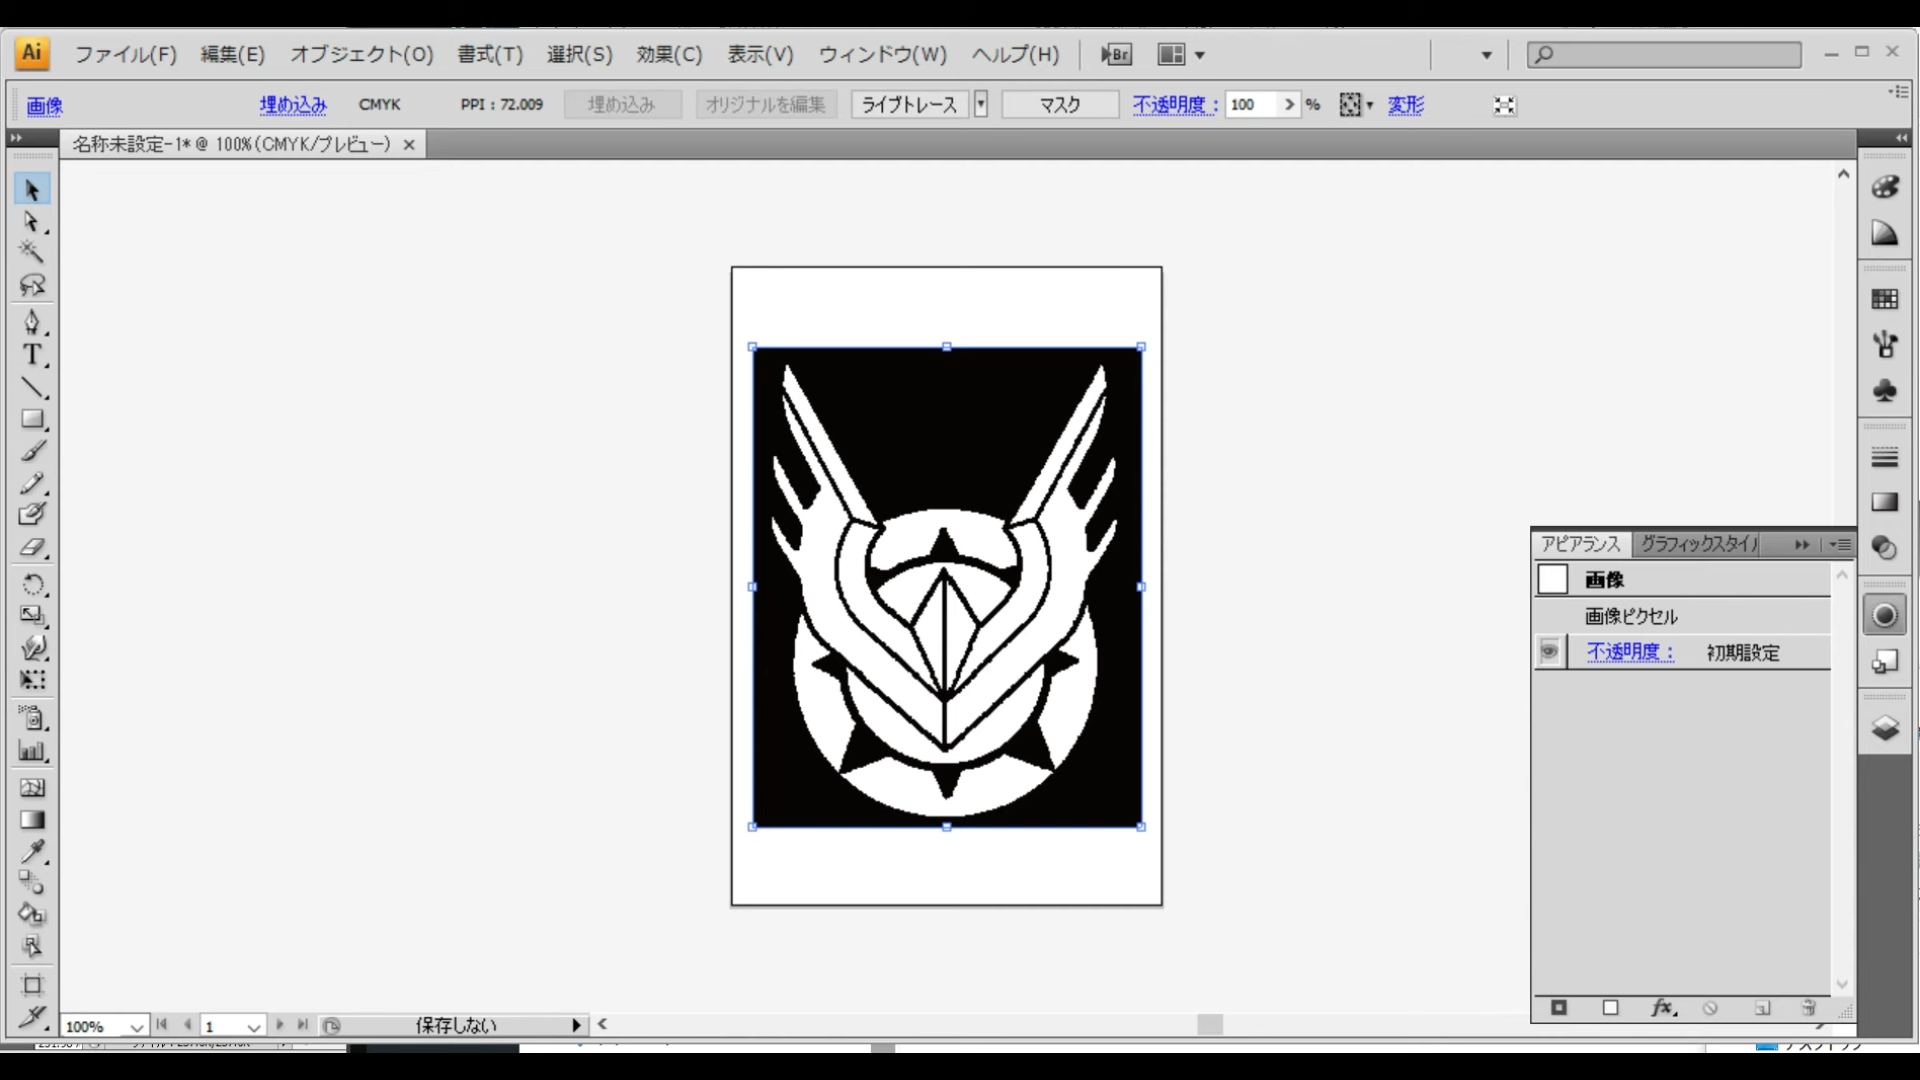 Ai ファイル(F) 編集(E) オブジェクト(O) 書式(T) 選択(S) 効果(C) 表示(V) ウィンドウ(W) ヘルプ(H) Br
画像 埋め込み CMYK PPI : 72.009 埋め込み オリジナルを編集 ライブトレース マスク 不透明度 : 100 % 変形
名称未設定-1* @ 100% (CMYK/プレビュー)
T
アピアランス グラフィックスタイ
画像
画像ピクセル
不透明度 : 初期設定
fx
100% 1 保存しない